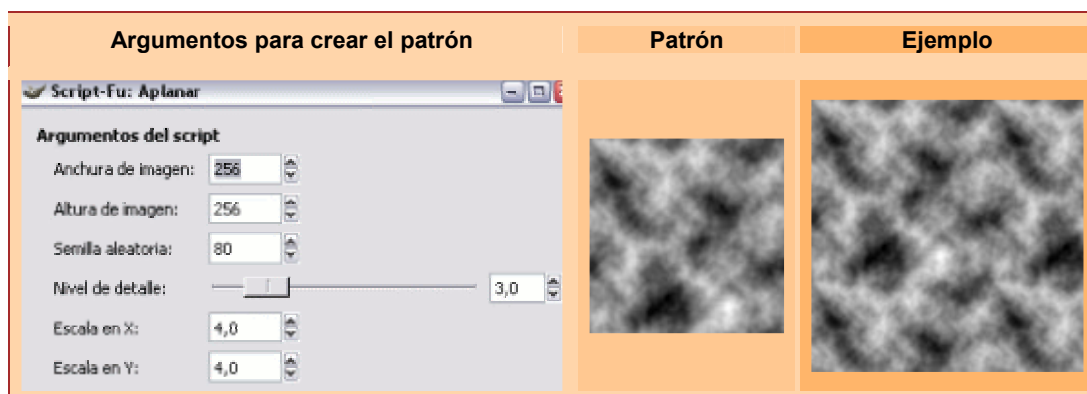 Argumentos para crear el patrón Patrón Ejemplo
Script-Fu: Aplanar
Argumentos del script
Anchura de imagen: 256
Altura de imagen: 256
Semilla aleatoria: 80
Nivel de detalle: 3,0
Escala en X: 4,0
Escala en Y: 4,0